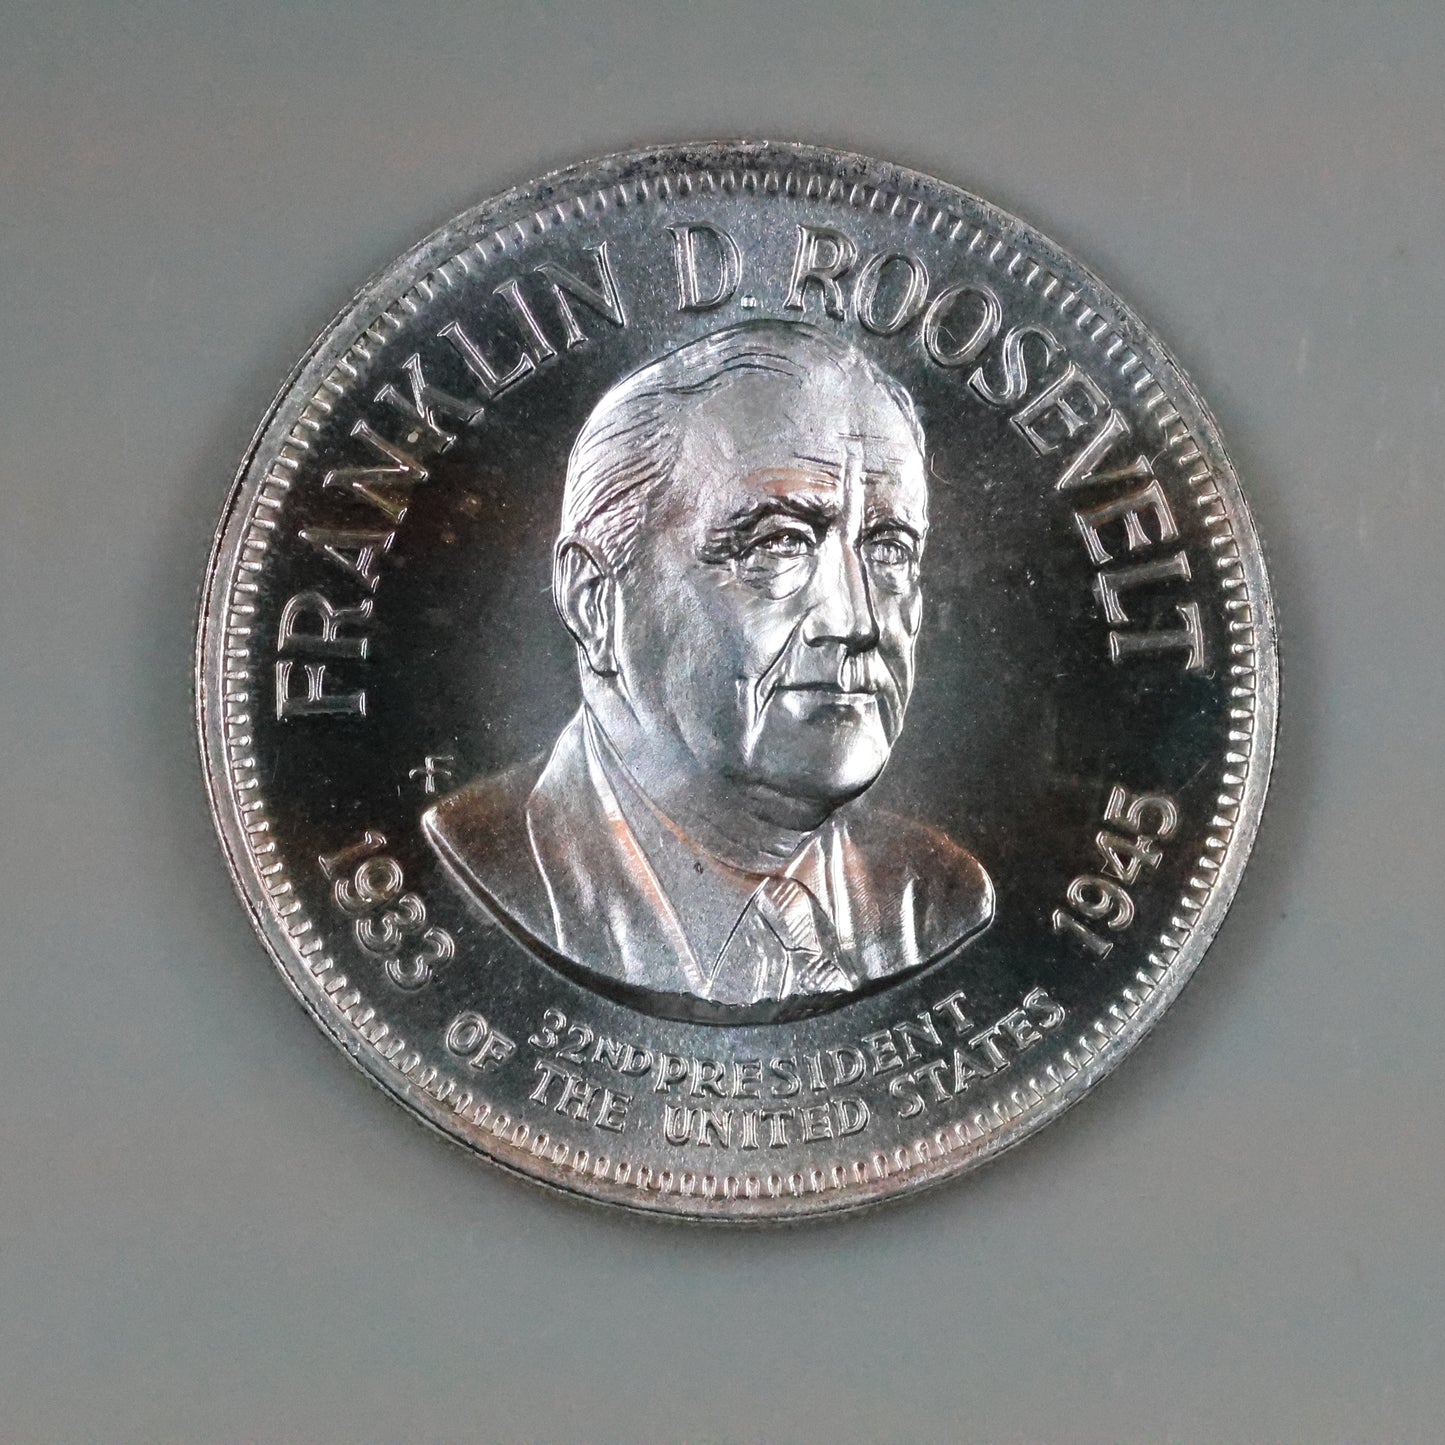 FRANKLIN D. ROOSEVELT
1933
1945
32ND PRESIDENT
OF THE UNITED STATES